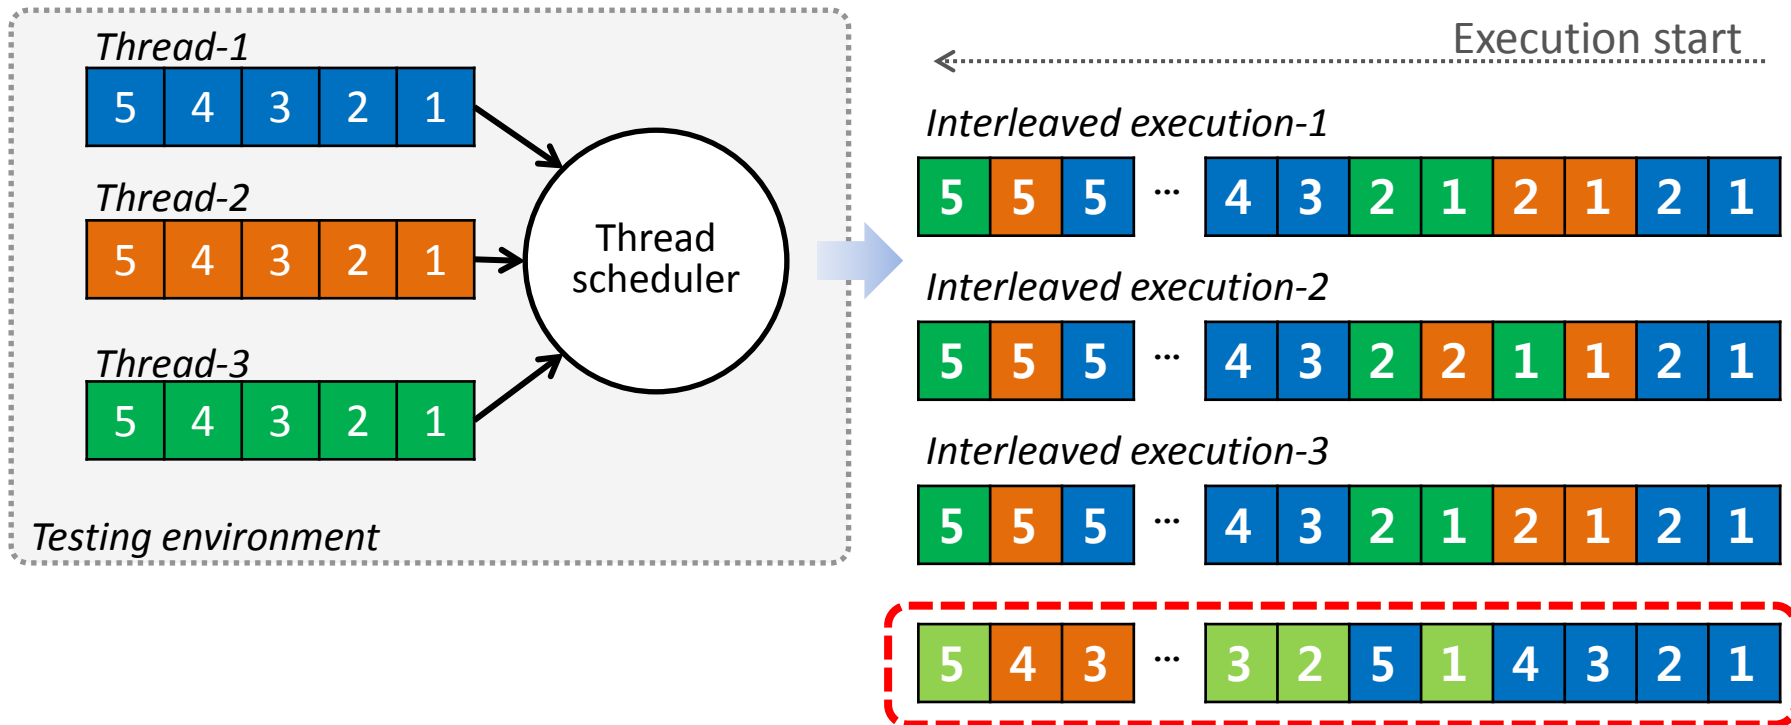 Thread-1
5 4 3 2 1
Thread-2
5 4 3 2 1
Thread-3
5 4 3 2 1
Thread
scheduler
Testing environment
Execution start
Interleaved execution-1
5 5 5 ... 4 3 2 1 2 1 2 1
Interleaved execution-2
5 5 5 ... 4 3 2 2 1 1 2 1
Interleaved execution-3
5 5 5 ... 4 3 2 1 2 1 2 1
5 4 3 ... 3 2 5 1 4 3 2 1